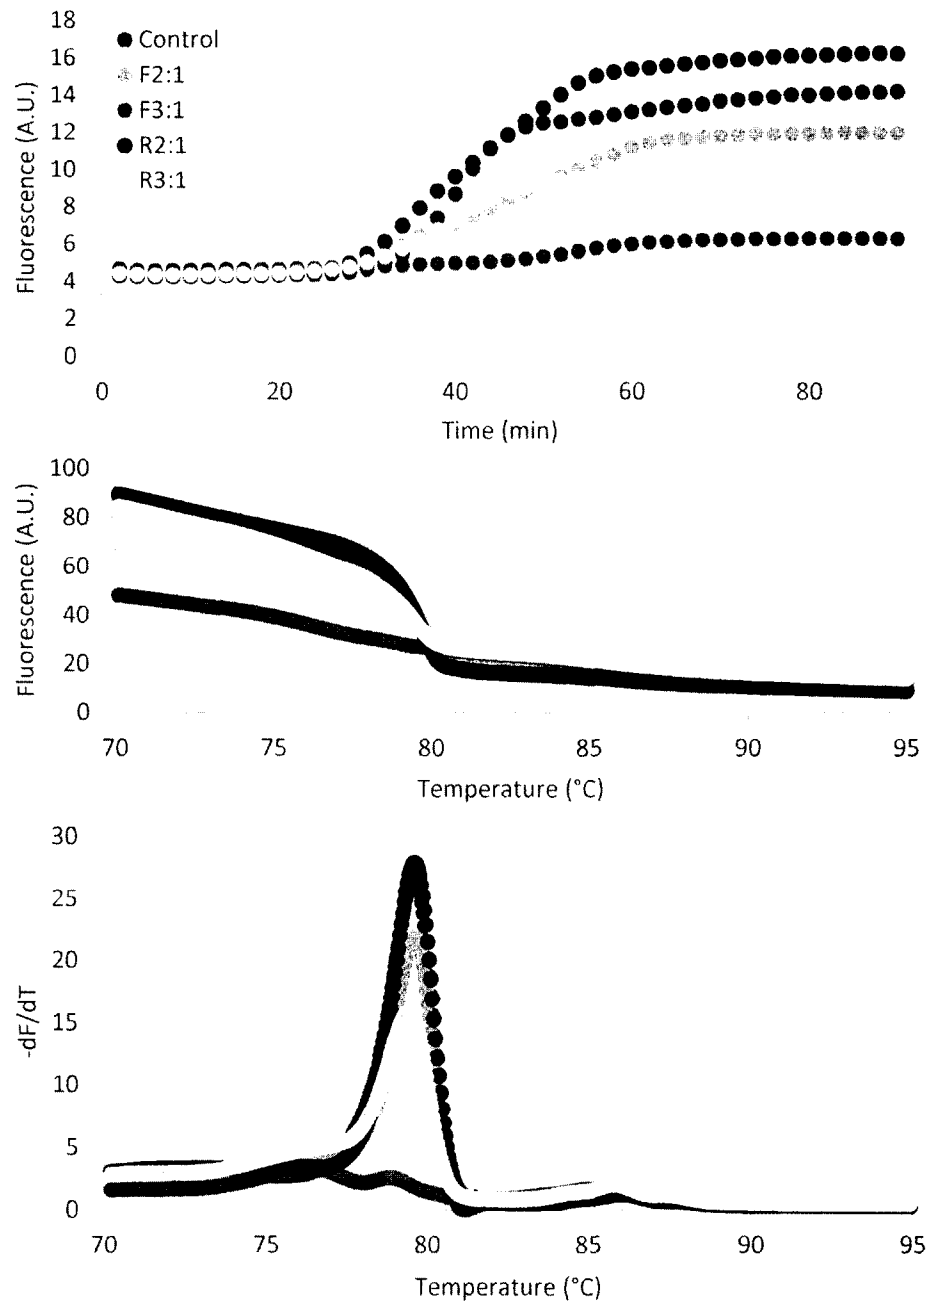 18
16
14
12
10
8
6
4
2
0
Fluorescence (A.U.)
Control
F2:1
F3:1
R2:1
R3:1
0 20 40 60 80
Time (min)
100
80
60
40
20
0
Fluorescence (A.U.)
70 75 80 85 90 95
Temperature (°C)
30
25
20
15
10
5
0
-dF/dT
70 75 80 85 90 95
Temperature (°C)